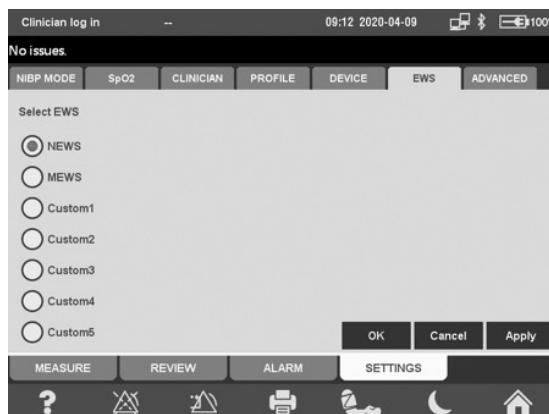 Clinician log in -- 09:12 2020-04-09 100%
No issues.
NIBP MODE SpO2 CLINICIAN PROFILE DEVICE EWS ADVANCED
Select EWS
NEWS
MEWS
Custom1
Custom2
Custom3
Custom4
Custom5
OK Cancel Apply
MEASURE REVIEW ALARM SETTINGS
?